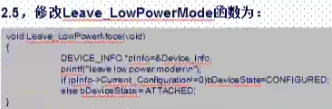 2.5，修改Leave_LowPowerMode函数为：
void Leave_LowPowerMode(void)
{
DEVICE_INFO *pInfo=&Device_Info;
printf("leave low power mode\r\n");
if (pInfo->Current_Configuration!=0)bDeviceState=CONFIGURED;
else bDeviceState = ATTACHED;
}